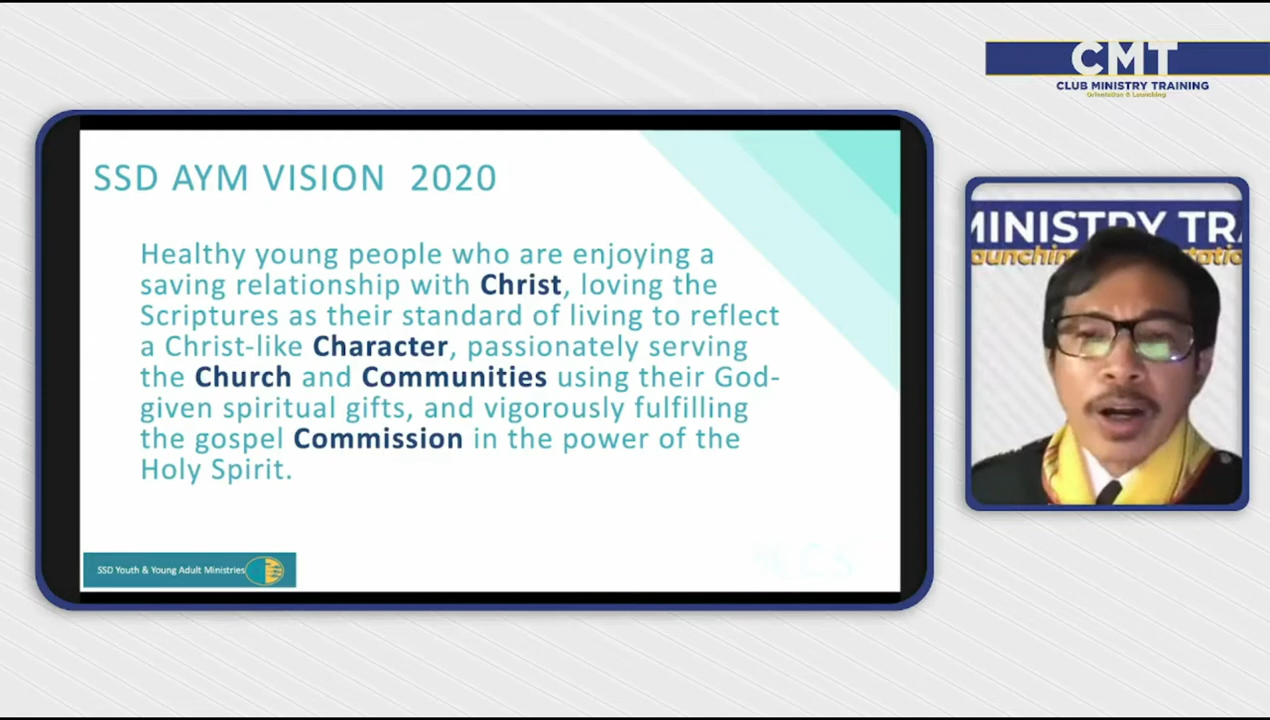 CMT
CLUB MINISTRY TRAINING
Orientation & Launching
SSD AYM VISION 2020
Healthy young people who are enjoying a
saving relationship with Christ, loving the
Scriptures as their standard of living to reflect
a Christ-like Character, passionately serving
the Church and Communities using their God-
given spiritual gifts, and vigorously fulfilling
the gospel Commission in the power of the
Holy Spirit.
SSD Youth & Young Adult Ministries
MINISTRY TRA